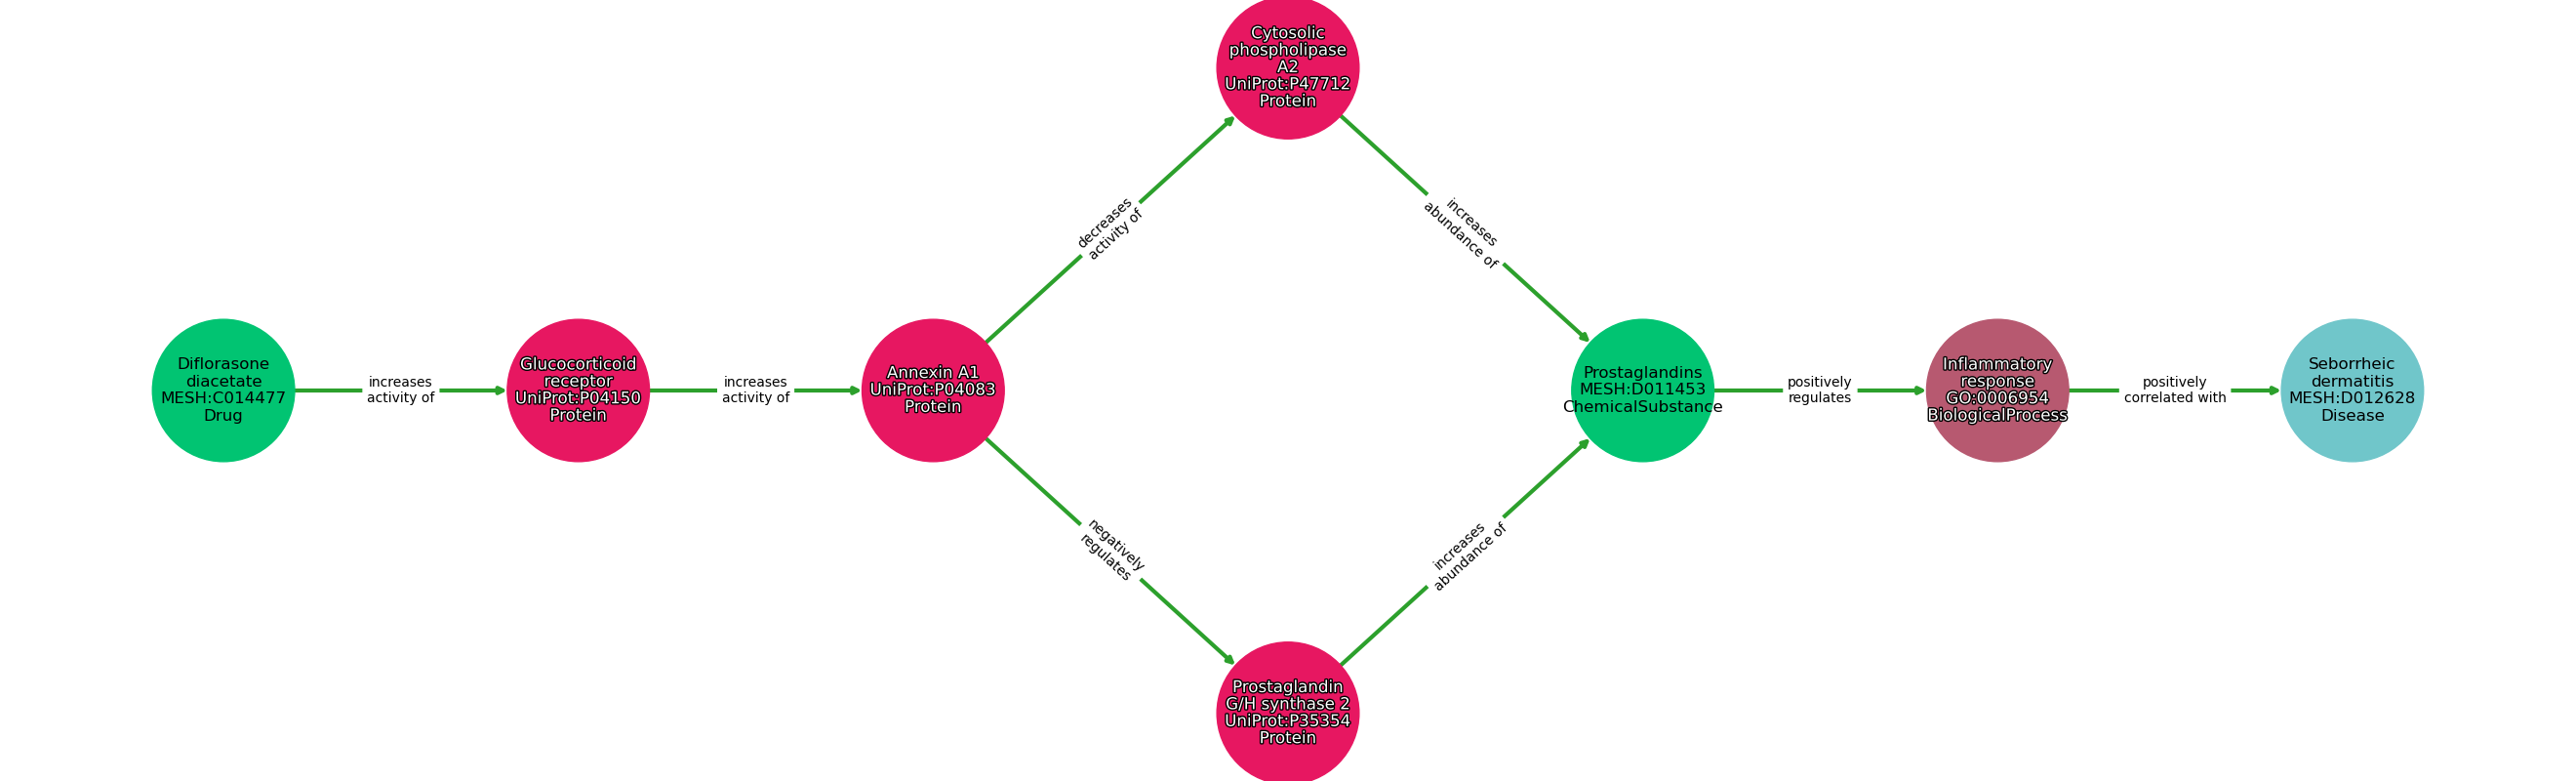 Diflorasone
diacetate
MESH:C014477
Drug
increases
activity of
Glucocorticoid
receptor
UniProt:P04150
Protein
increases
activity of
Annexin A1
UniProt:P04083
Protein
decreases
activity of
Cytosolic
phospholipase
A2
UniProt:P47712
Protein
increases
abundance of
negatively
regulates
Prostaglandin
G/H synthase 2
UniProt:P35354
Protein
increases
abundance of
Prostaglandins
MESH:D011453
ChemicalSubstance
positively
regulates
Inflammatory
response
GO:0006954
BiologicalProcess
positively
correlated with
Seborrheic
dermatitis
MESH:D012628
Disease